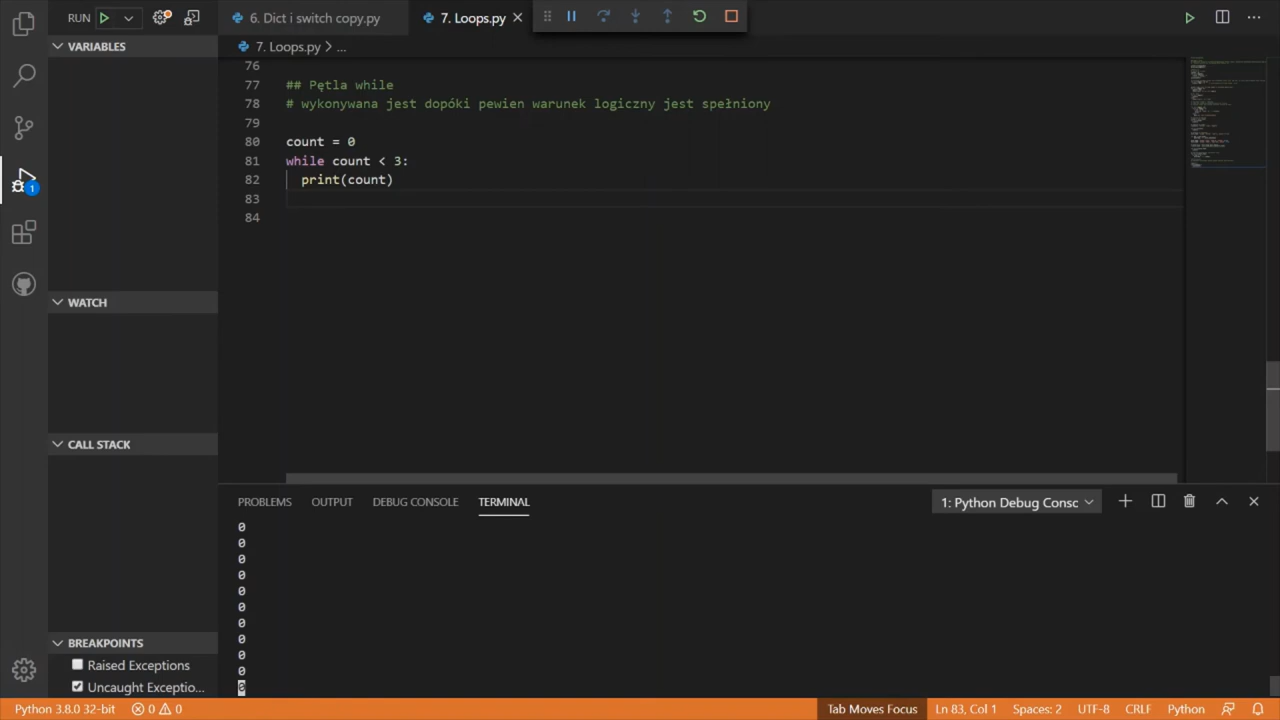 RUN
6. Dict i switch copy.py
7. Loops.py
VARIABLES
7. Loops.py > ...
76
77 ## Pętla while
78 # wykonywana jest dopóki pewien warunek logiczny jest spełniony
79
80 count = 0
81 while count < 3:
82 print(count)
83
84
WATCH
CALL STACK
PROBLEMS OUTPUT DEBUG CONSOLE TERMINAL
1: Python Debug Consc
0
0
0
0
0
0
0
0
0
0
0
BREAKPOINTS
Raised Exceptions
Uncaught Exceptio...
1
Python 3.8.0 32-bit 0 0 Tab Moves Focus Ln 83, Col 1 Spaces: 2 UTF-8 CRLF Python